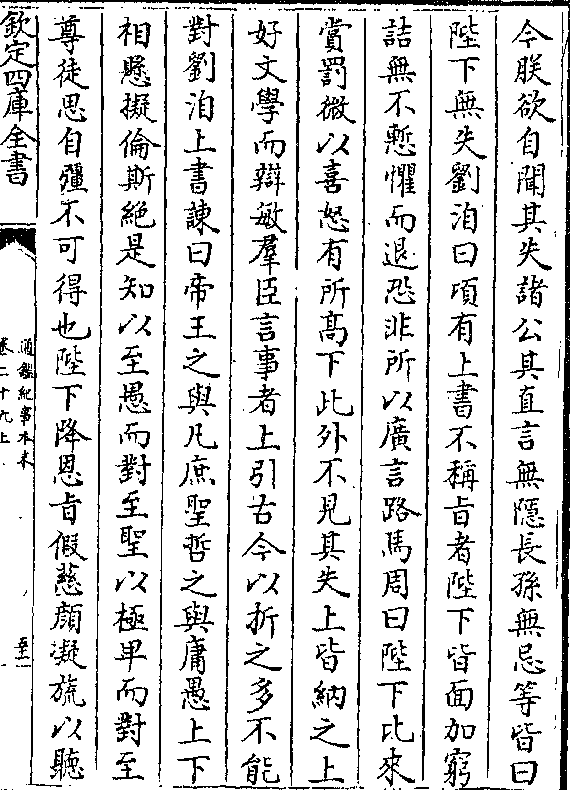 今朕欲自聞其失諸公其直言無隱長孫無忌等皆曰
陛下無失劉洎曰頃有上書不稱旨者陛下皆面加窮
詰無不慙懼而退恐非所以廣言路馬周曰陛下比來
賞罰微以喜怒有所髙下此外不見其失上皆納之上
好文學而辯敏羣臣言事者上引古今以折之多不能
對劉洎上書諫曰帝王之與凡庶聖哲之與庸愚上下
相懸擬倫斯絶是知以至愚而對至聖以極卑而對至
尊徒思自彊不可得也陛下降恩旨假慈顔凝旒以聽
欽定四庫全書
通鑑紀事本末
卷二十九上